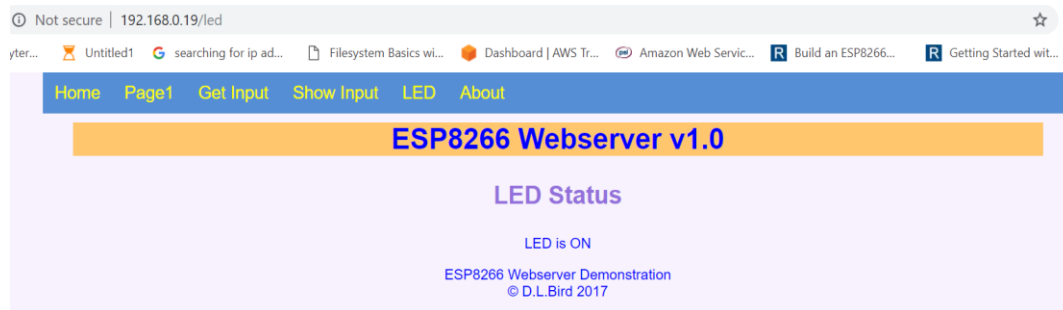 Not secure | 192.168.0.19/led
yter... Untitled1 searching for ip ad... Filesystem Basics wi... Dashboard | AWS Tr... Amazon Web Servic... Build an ESP8266... Getting Started wit...
Home Page1 Get Input Show Input LED About
ESP8266 Webserver v1.0
LED Status
LED is ON
ESP8266 Webserver Demonstration
© D.L.Bird 2017